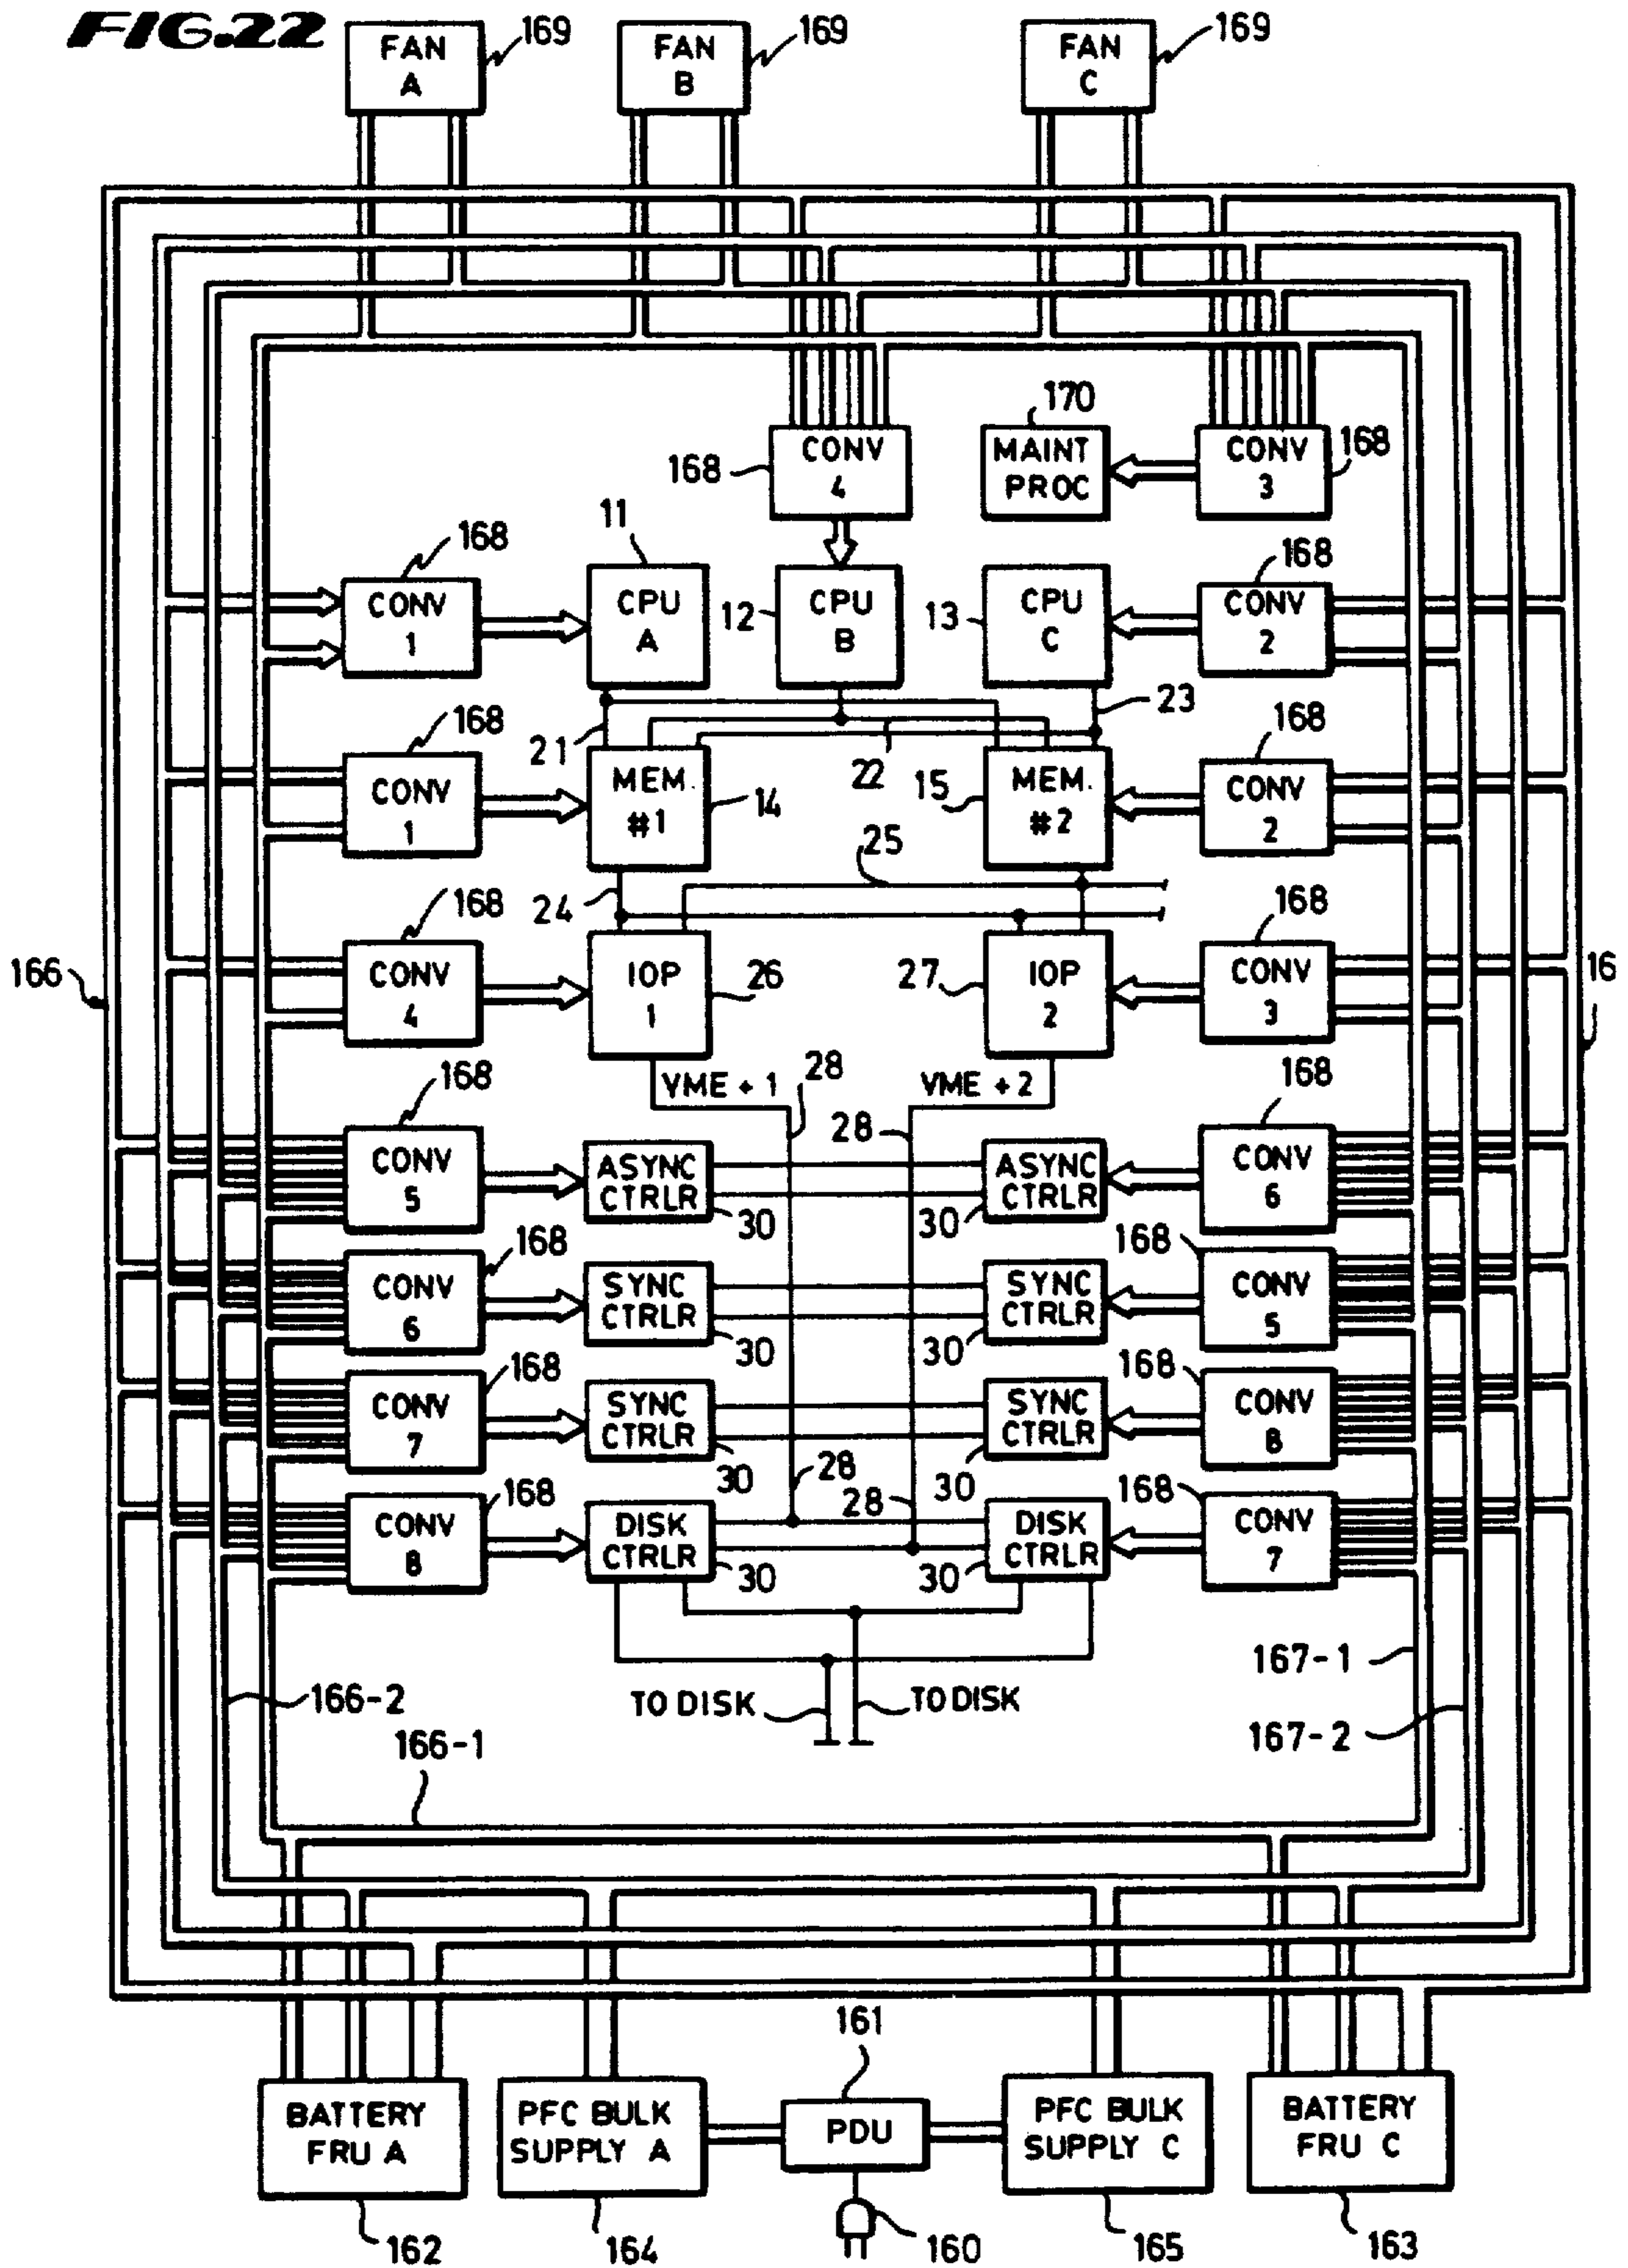 FIG.22
FAN
A
169
FAN
B
169
FAN
C
169
170
CONV
4
168
MAINT
PROC
CONV
3
168
11
168
CONV
1
CPU
A
12
CPU
B
13
CPU
C
168
CONV
2
23
21
22
168
CONV
1
MEM.
#1
14
15
MEM.
#2
168
CONV
2
25
24
168
CONV
4
IOP
1
26
27
IOP
2
168
CONV
3
166
16
VME + 1
28
VME + 2
28
168
CONV
5
ASYNC
CTRLR
30
ASYNC
CTRLR
30
168
CONV
6
168
CONV
6
SYNC
CTRLR
30
SYNC
CTRLR
30
168
CONV
5
168
CONV
7
SYNC
CTRLR
30
SYNC
CTRLR
30
168
CONV
8
28
28
168
CONV
8
DISK
CTRLR
30
DISK
CTRLR
30
168
CONV
7
167-1
166-2
TO DISK
TO DISK
167-2
166-1
161
BATTERY
FRU A
PFC BULK
SUPPLY A
PDU
PFC BULK
SUPPLY C
BATTERY
FRU C
162
164
160
165
163